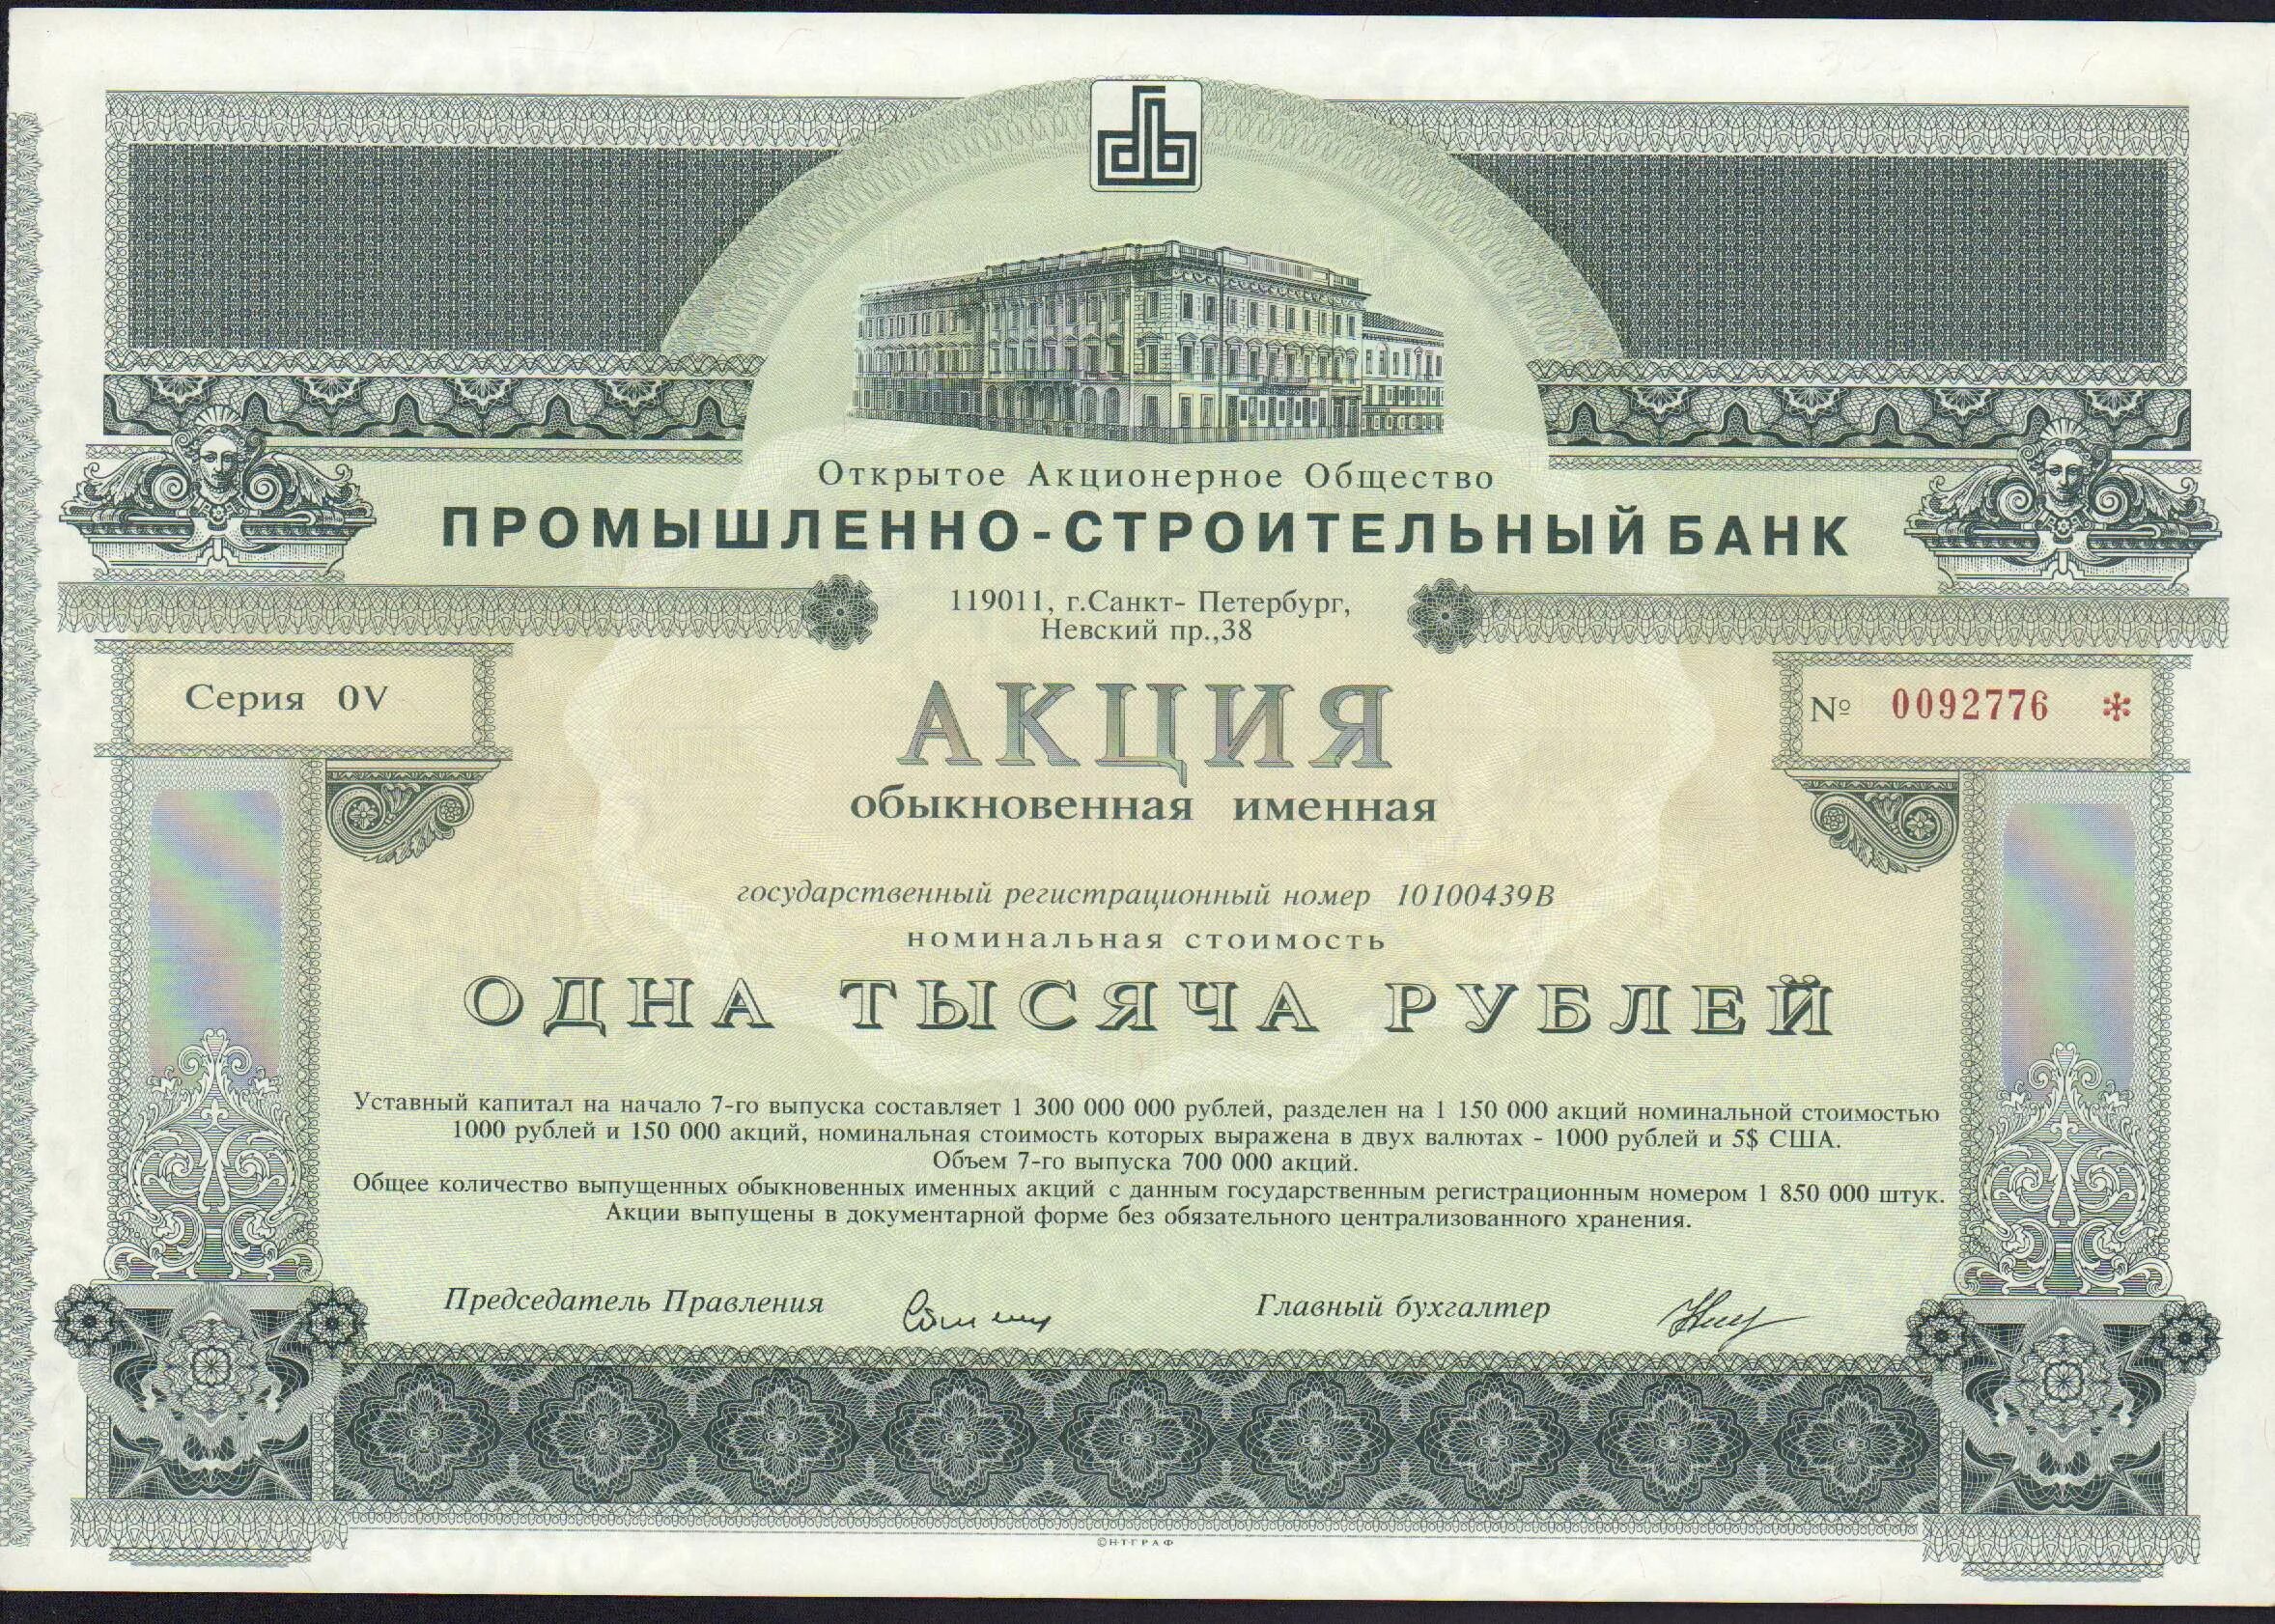 Открытое Акционерное Общество
ПРОМЫШЛЕННО-СТРОИТЕЛЬНЫЙ БАНК
119011, г.Санкт- Петербург,
Невский пр.,38
Серия 0V
№ 0092776 *
АКЦИЯ
обыкновенная именная
государственный регистрационный номер 10100439В
номинальная стоимость
ОДНА ТЫСЯЧА РУБЛЕЙ
Уставный капитал на начало 7-го выпуска составляет 1 300 000 000 рублей, разделен на 1 150 000 акций номинальной стоимостью
1000 рублей и 150 000 акций, номинальная стоимость которых выражена в двух валютах - 1000 рублей и 5$ США.
Объем 7-го выпуска 700 000 акций.
Общее количество выпущенных обыкновенных именных акций с данным государственным регистрационным номером 1 850 000 штук.
Акции выпущены в документарной форме без обязательного централизованного хранения.
Председатель Правления
Главный бухгалтер
©Н-Т-ГРАФ